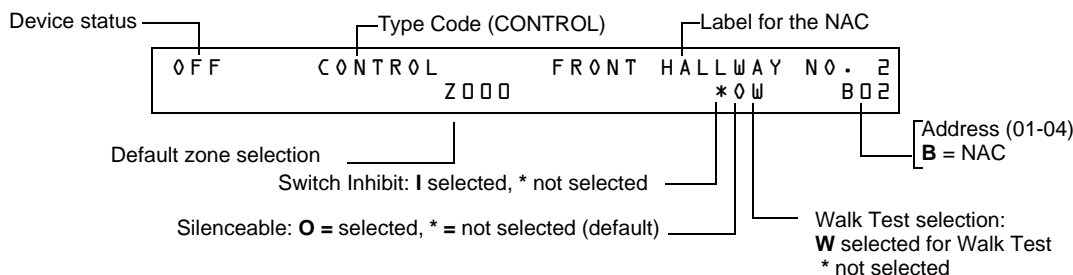 Device status
Type Code (CONTROL)
Label for the NAC
OFF CONTROL FRONT HALLWAY NO. 2
Z000 *OW B02
Default zone selection
Switch Inhibit: I selected, * not selected
Silenceable: O = selected, * = not selected (default)
Address (01-04)
B = NAC
Walk Test selection:
W selected for Walk Test
* not selected